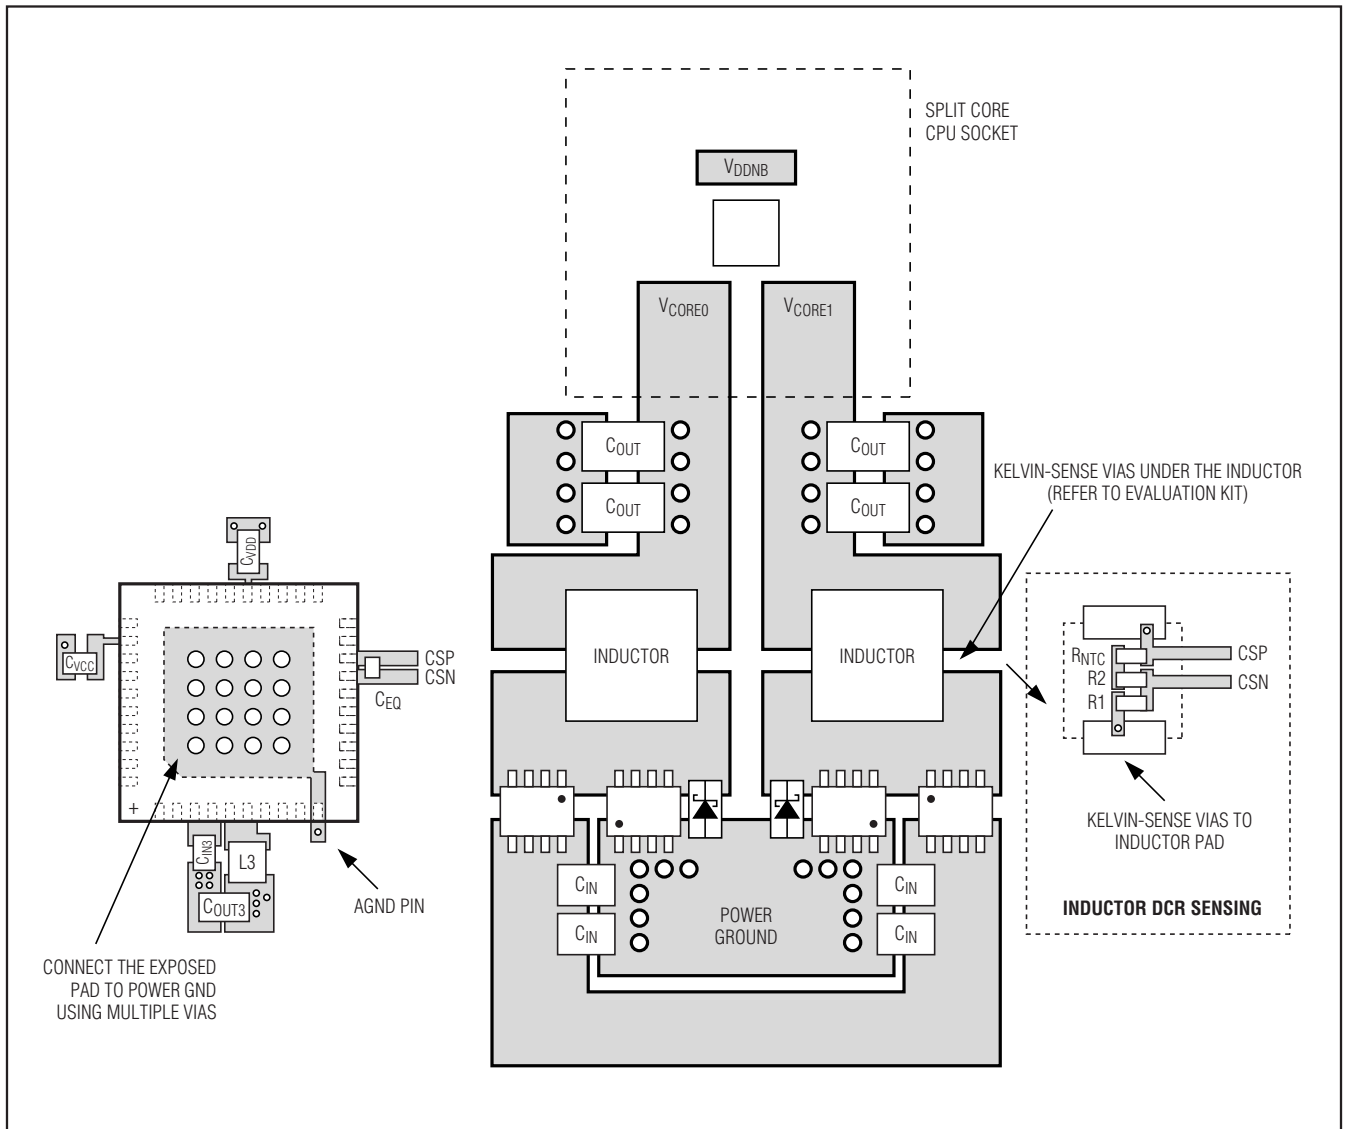 SPLIT CORE
CPU SOCKET
VDDNB
VCORE0
VCORE1
COUT
COUT
COUT
COUT
KELVIN-SENSE VIAS UNDER THE INDUCTOR
(REFER TO EVALUATION KIT)
CVDD
CVCC
CSP
CSN
CEQ
INDUCTOR
INDUCTOR
RNTC
R2
R1
CSP
CSN
+
KELVIN-SENSE VIAS TO
INDUCTOR PAD
INDUCTOR DCR SENSING
CIN3
L3
COUT3
AGND PIN
CIN
CIN
CIN
CIN
POWER
GROUND
CONNECT THE EXPOSED
PAD TO POWER GND
USING MULTIPLE VIAS